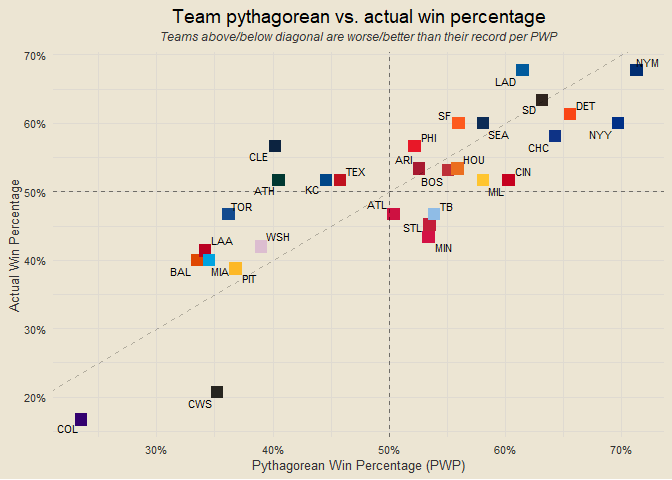 Team pythagorean vs. actual win percentage
Teams above/below diagonal are worse/better than their record per PWP
70%
NYM
LAD
SD
DET
60%
SF
SEA
NYY
CHC
PHI
CLE
ARI
HOU
BOS
TEX
KC
ATH
MIL
CIN
50%
ATL
TB
TOR
STL
MIN
WSH
LAA
40%
BAL
MIA
PIT
30%
20%
CWS
COL
30%
40%
50%
60%
70%
Pythagorean Win Percentage (PWP)
Actual Win Percentage